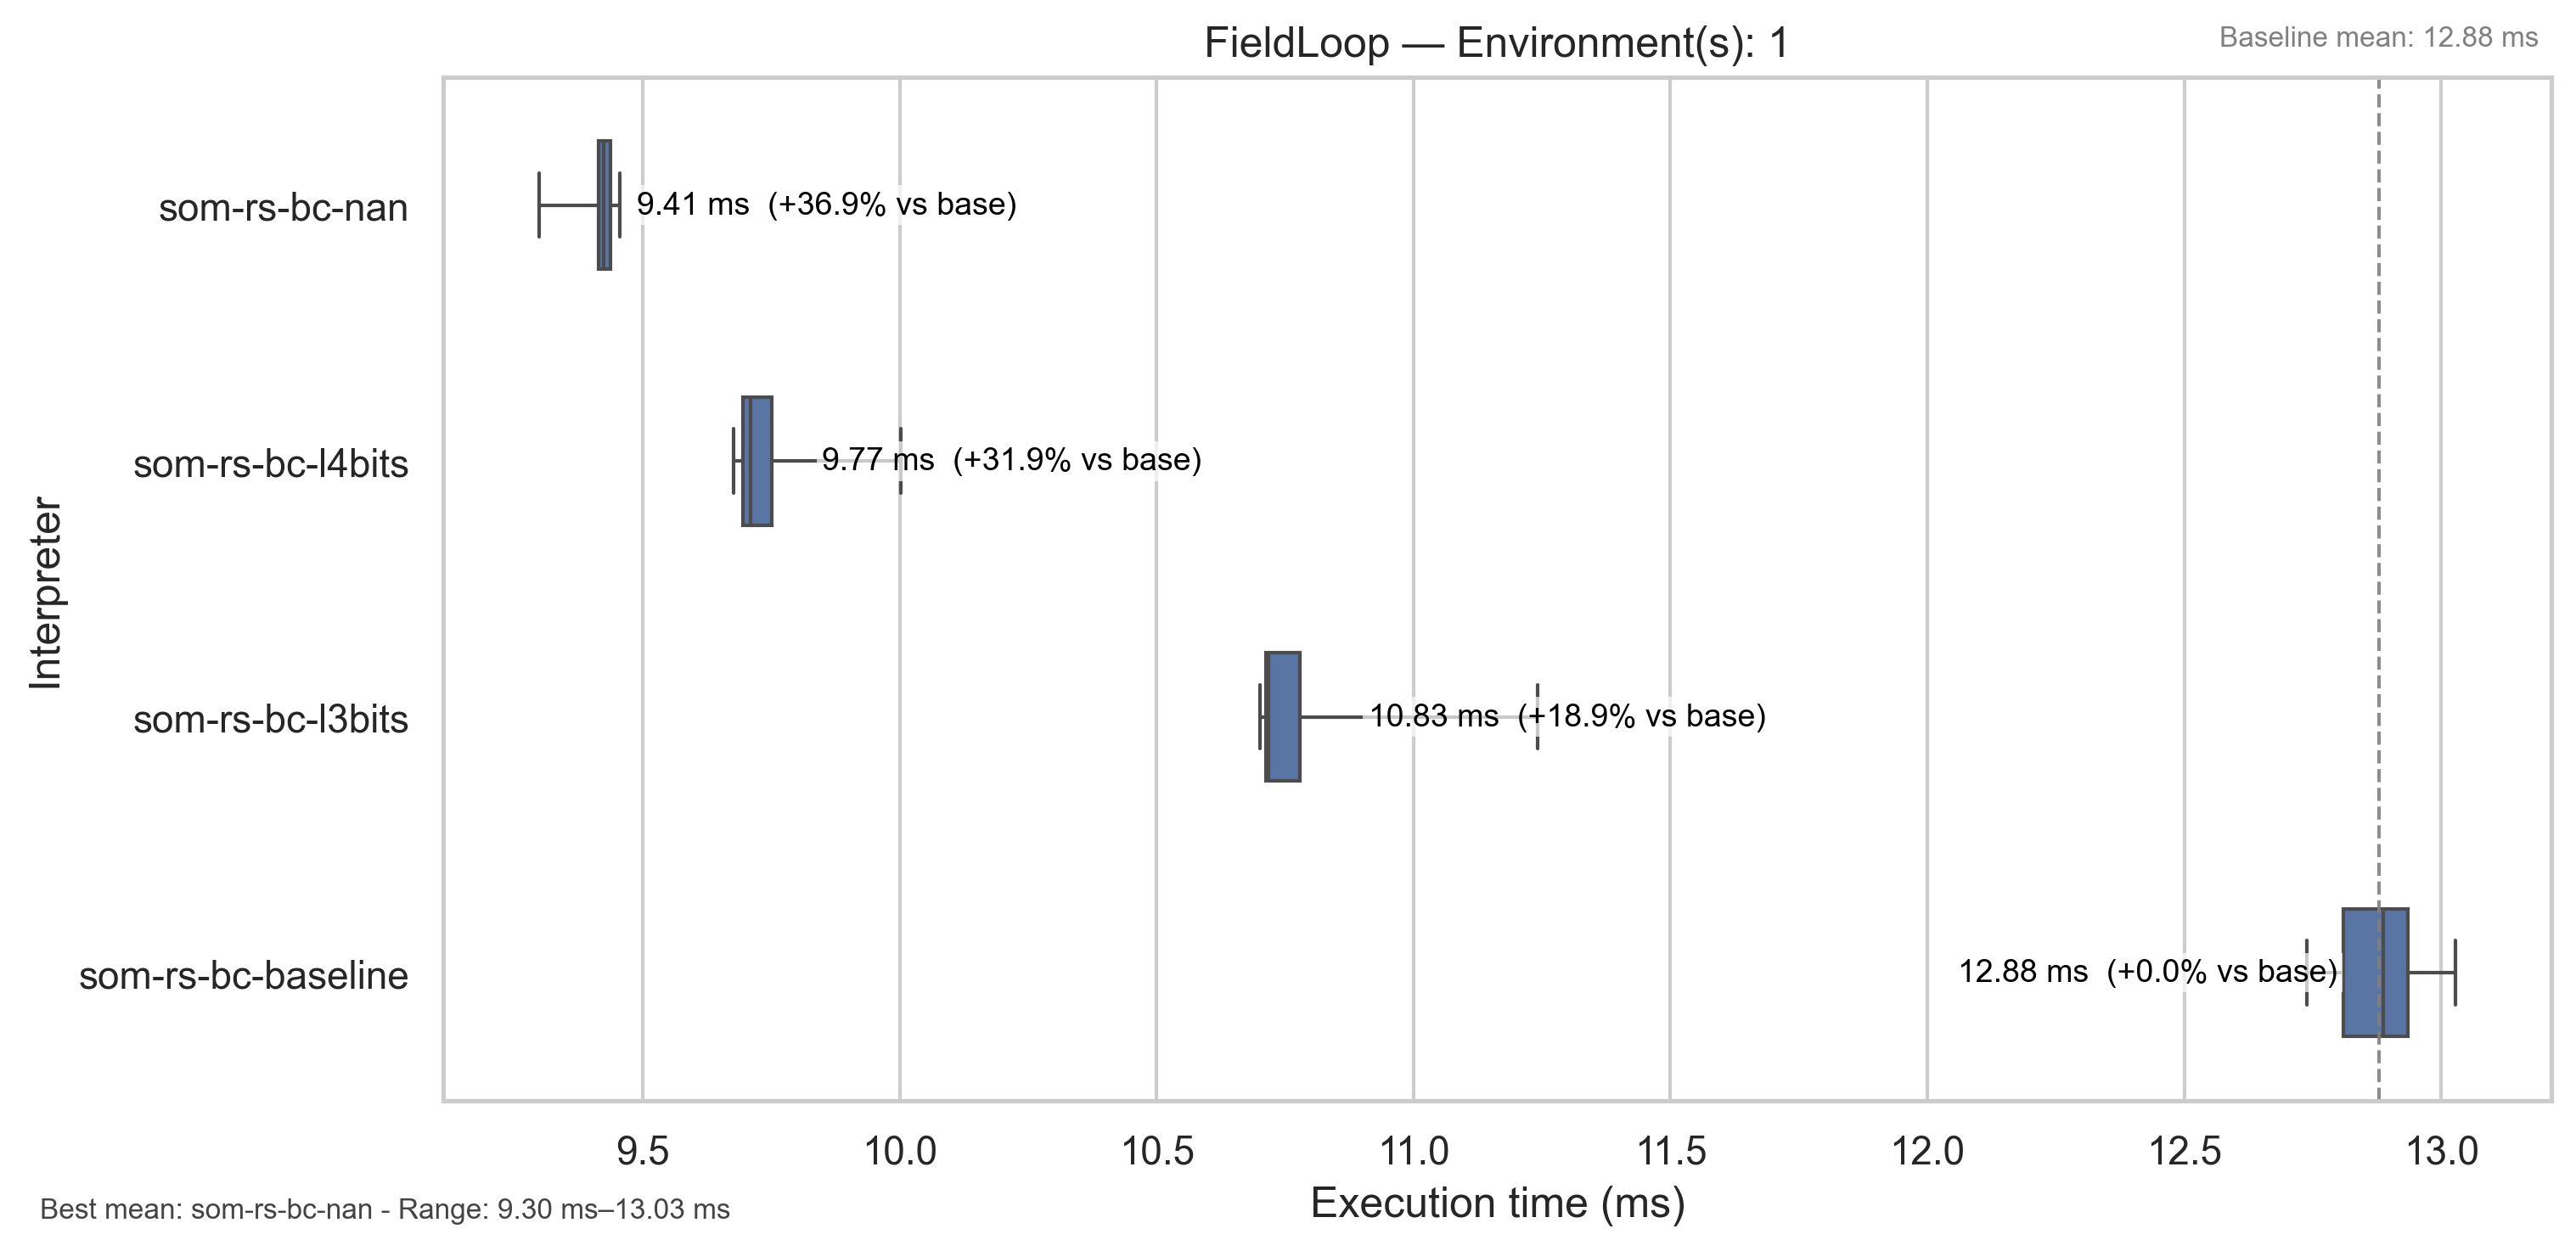 FieldLoop — Environment(s): 1
Baseline mean: 12.88 ms
Interpreter
som-rs-bc-nan
9.41 ms (+36.9% vs base)
som-rs-bc-l4bits
9.77 ms (+31.9% vs base)
som-rs-bc-l3bits
10.83 ms (+18.9% vs base)
som-rs-bc-baseline
12.88 ms (+0.0% vs base)
9.5 10.0 10.5 11.0 11.5 12.0 12.5 13.0
Execution time (ms)
Best mean: som-rs-bc-nan - Range: 9.30 ms–13.03 ms